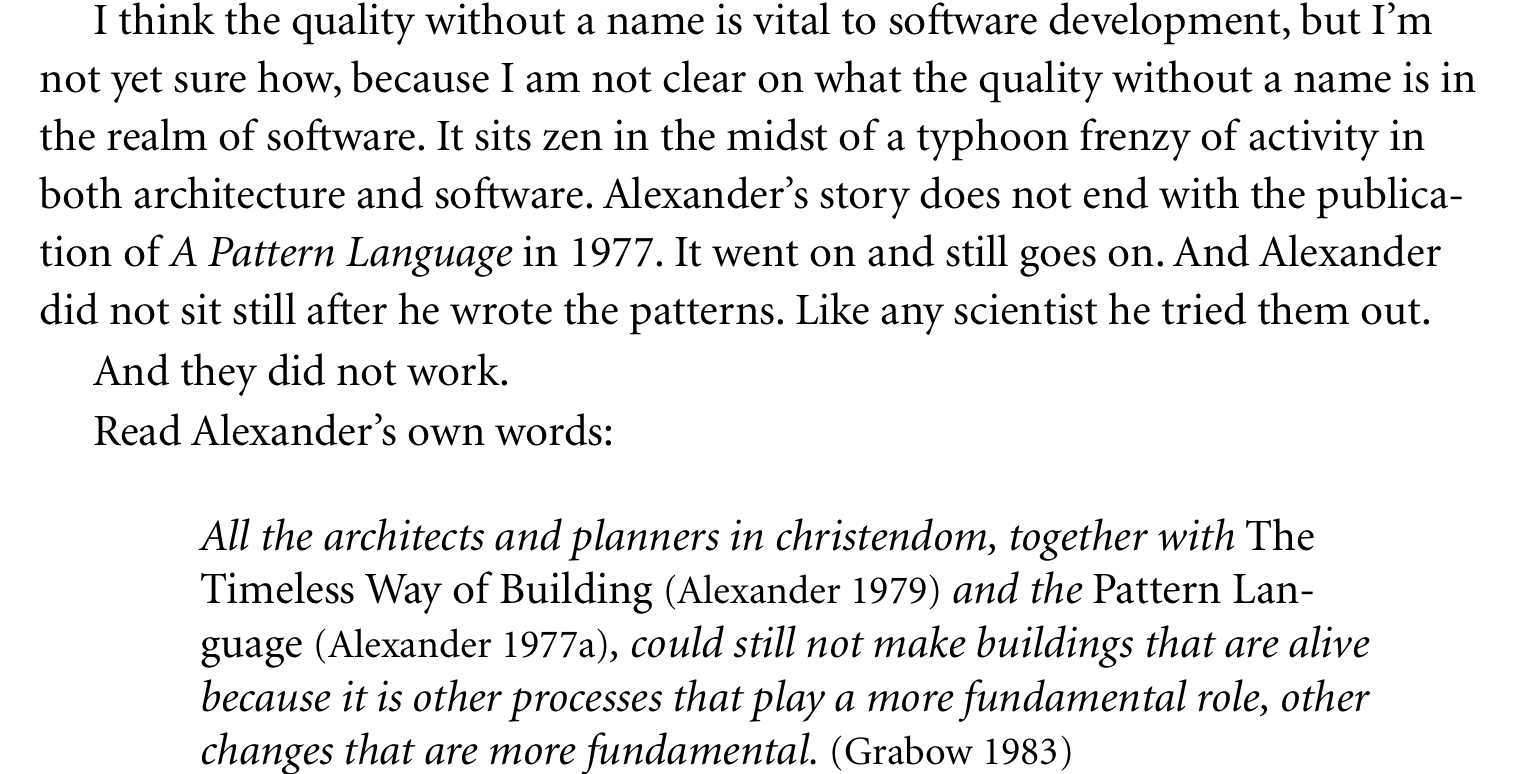 I think the quality without a name is vital to software development, but I’m
not yet sure how, because I am not clear on what the quality without a name is in
the realm of software. It sits zen in the midst of a typhoon frenzy of activity in
both architecture and software. Alexander’s story does not end with the publica-
tion of A Pattern Language in 1977. It went on and still goes on. And Alexander
did not sit still after he wrote the patterns. Like any scientist he tried them out.
And they did not work.
Read Alexander’s own words:
All the architects and planners in christendom, together with The
Timeless Way of Building (Alexander 1979) and the Pattern Lan-
guage (Alexander 1977a), could still not make buildings that are alive
because it is other processes that play a more fundamental role, other
changes that are more fundamental. (Grabow 1983)